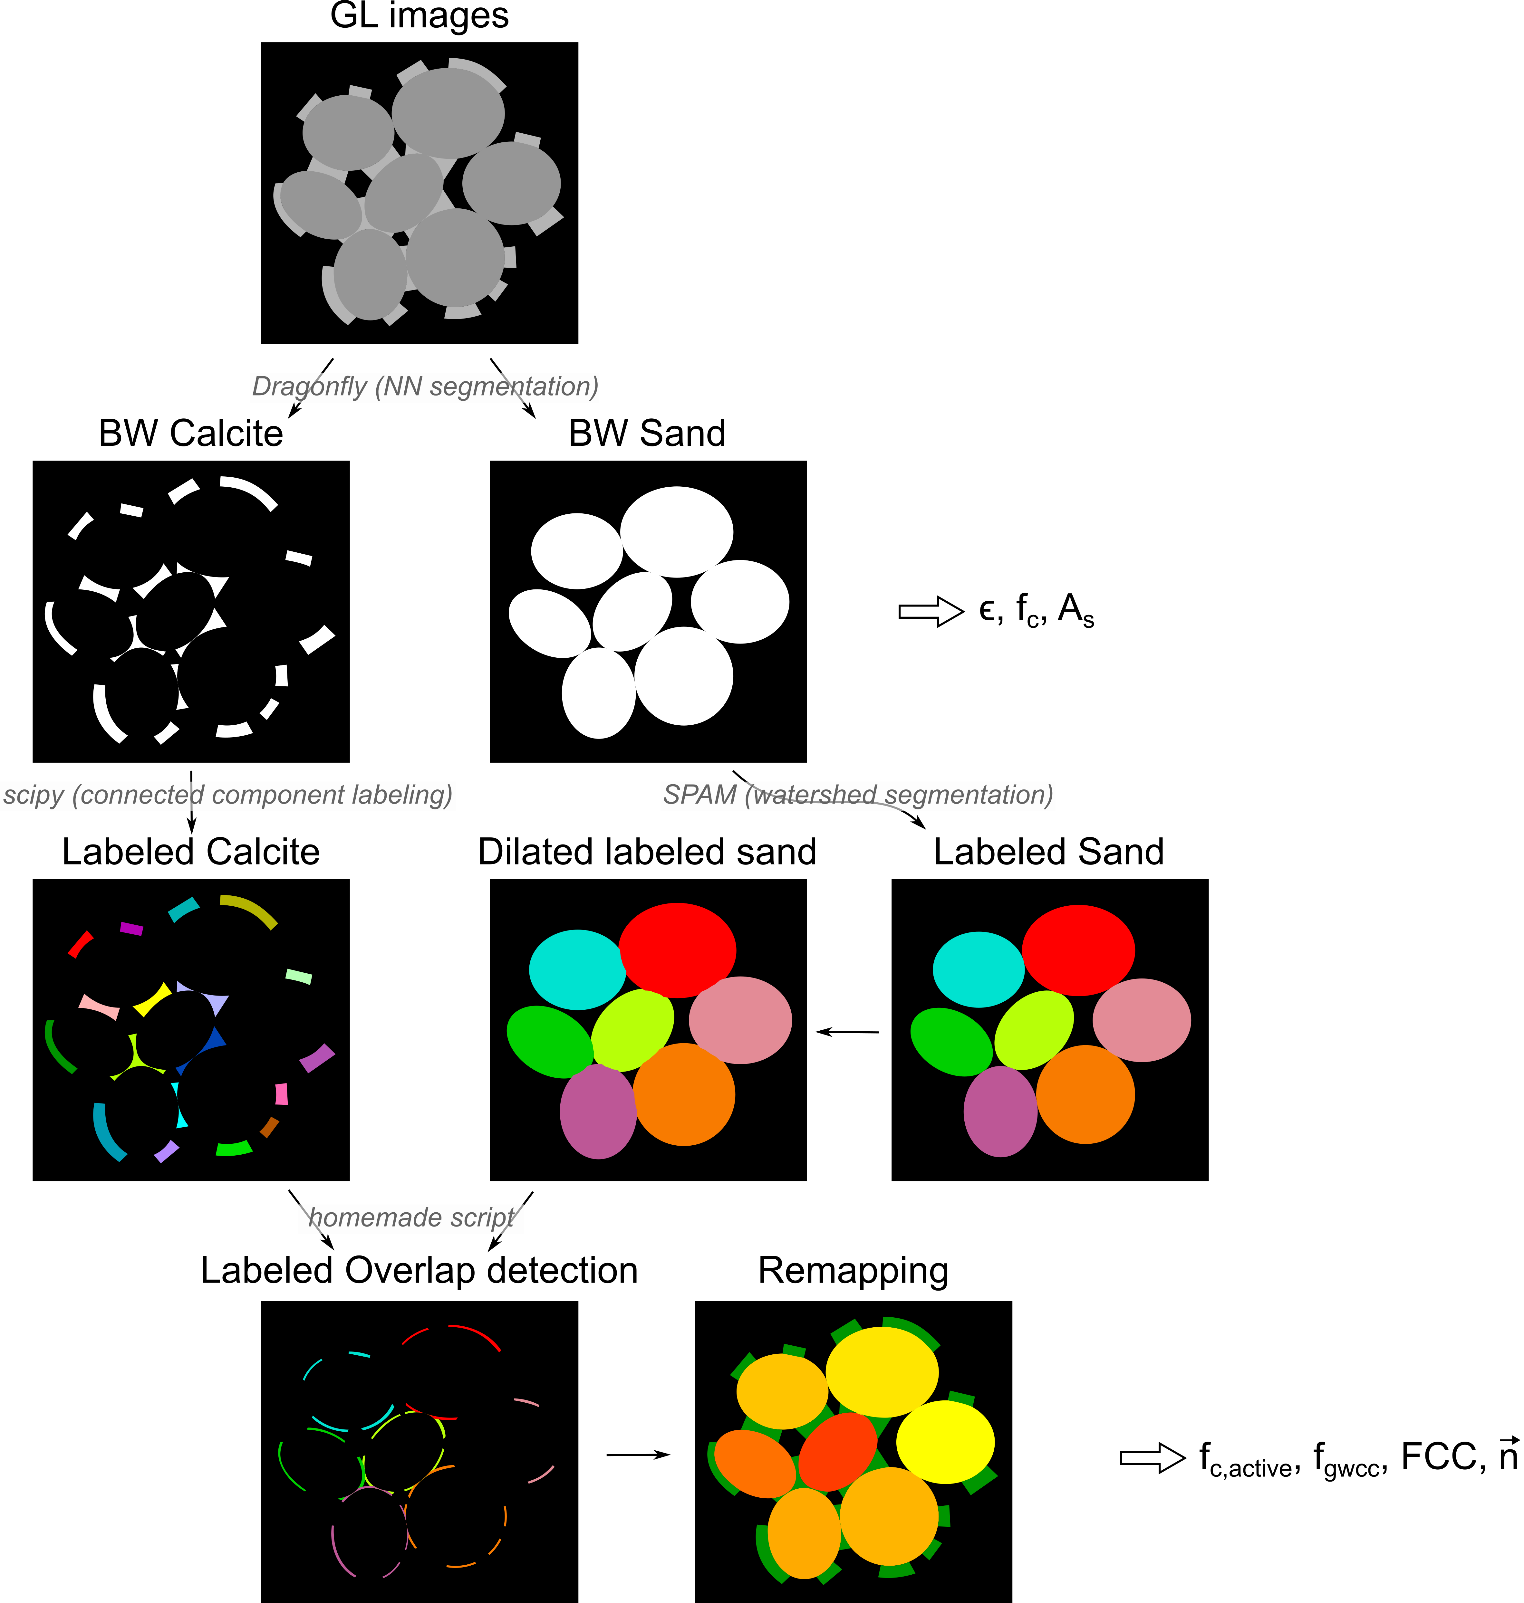 GL images
Dragonfly (NN segmentation)
BW Calcite
BW Sand
ϵ, fc, As
scipy (connected component labeling)
SPAM (watershed segmentation)
Labeled Calcite
Dilated labeled sand
Labeled Sand
homemade script
Labeled Overlap detection
Remapping
fc,active, fgwcc, FCC, n⃗